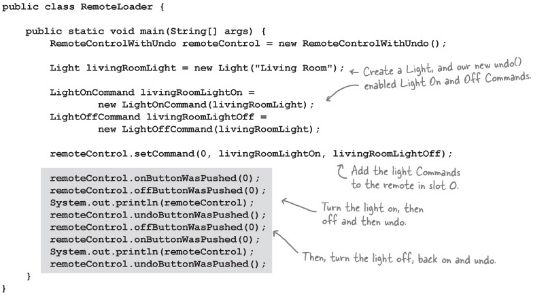 public class RemoteLoader {
public static void main(String[] args) {
RemoteControlWithUndo remoteControl = new RemoteControlWithUndo();
Light livingRoomLight = new Light("Living Room");
Create a Light, and our new undo()
enabled Light On and Off Commands.
LightOnCommand livingRoomLightOn =
new LightOnCommand(livingRoomLight);
LightOffCommand livingRoomLightOff =
new LightOffCommand(livingRoomLight);
remoteControl.setCommand(0, livingRoomLightOn, livingRoomLightOff);
Add the light Commands
to the remote in slot 0.
remoteControl.onButtonWasPushed(0);
remoteControl.offButtonWasPushed(0);
System.out.println(remoteControl);
remoteControl.undoButtonWasPushed();
remoteControl.offButtonWasPushed(0);
remoteControl.onButtonWasPushed(0);
System.out.println(remoteControl);
remoteControl.undoButtonWasPushed();
Turn the light on, then
off and then undo.
Then, turn the light off, back on and undo.
}
}